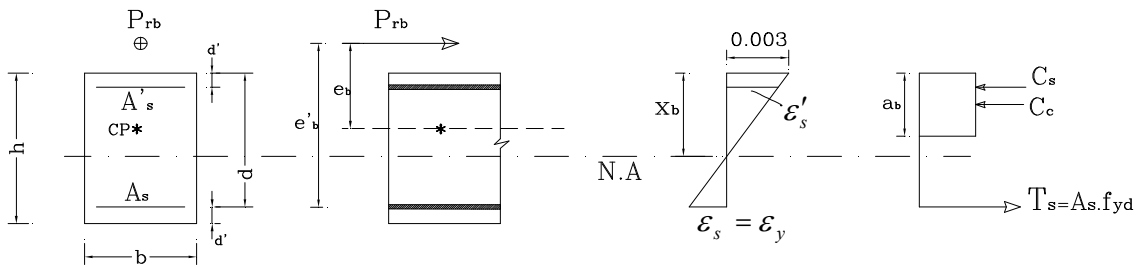 Prb
d'
A's
CP*
h
d
As
d'
b
Prb
eb
e'b
*
N.A
0.003
xb
ε's
εs = εy
ab
Cs
Cc
Ts=As.fyd